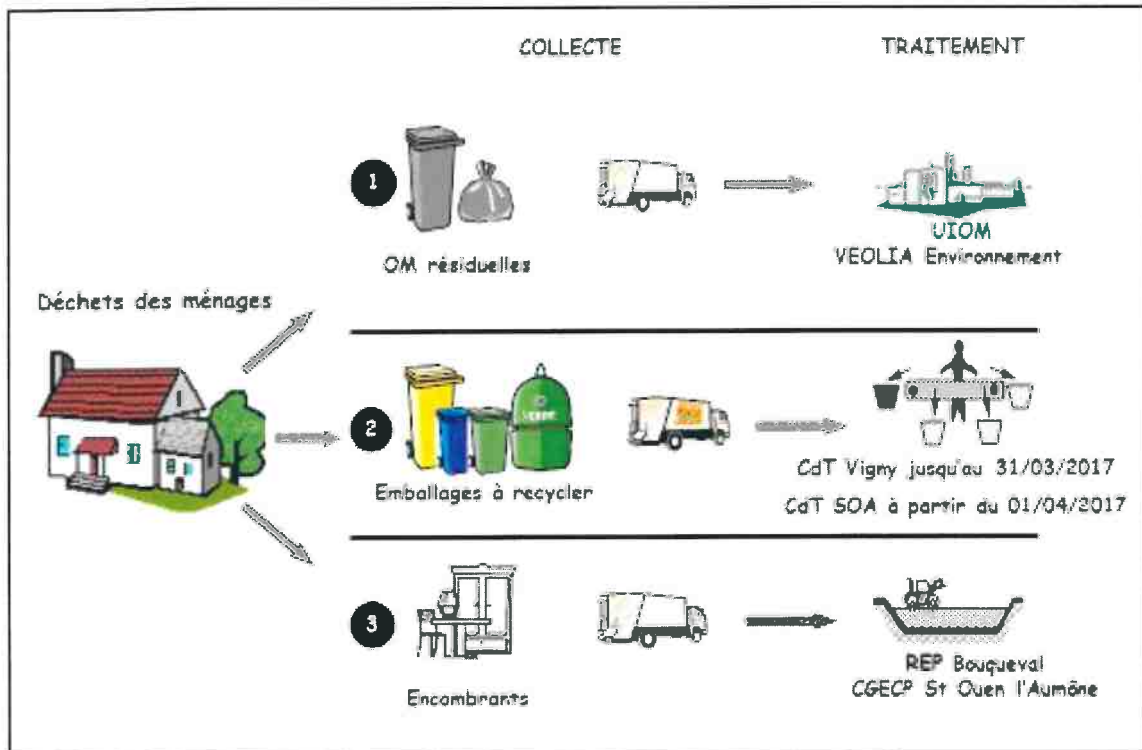 COLLECTE
TRAITEMENT
1
OM résiduelles
UIOM
VEOLIA Environnement
Déchets des ménages
2
VERRE
Emballages à recycler
CdT Vigny jusqu'au 31/03/2017
CdT SOA à partir du 01/04/2017
3
Encombrants
REP Bouqueval
CGECP St Ouen l'Aumône